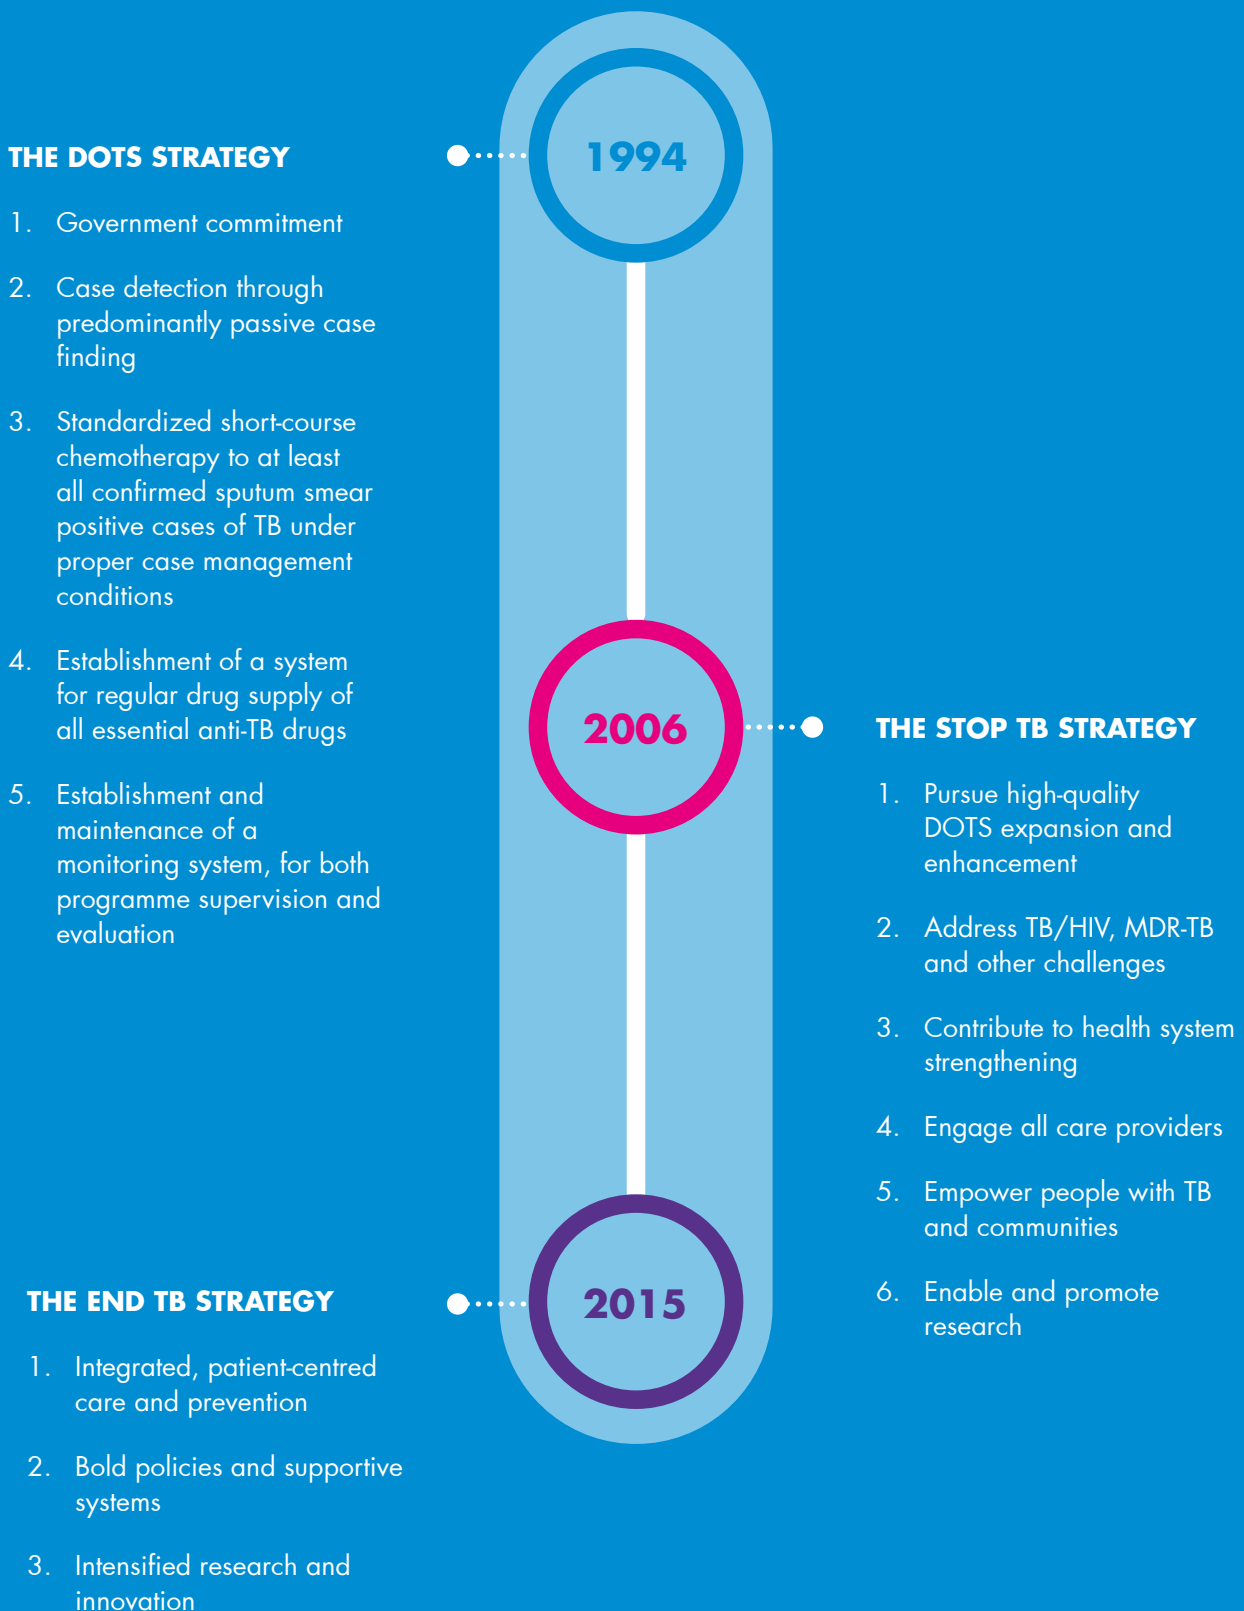 1994
THE DOTS STRATEGY
1. Government commitment
2. Case detection through
predominantly passive case
finding
3. Standardized short-course
chemotherapy to at least
all confirmed sputum smear
positive cases of TB under
proper case management
conditions
4. Establishment of a system
for regular drug supply of
all essential anti-TB drugs
5. Establishment and
maintenance of a
monitoring system, for both
programme supervision and
evaluation
2006
THE STOP TB STRATEGY
1. Pursue high-quality
DOTS expansion and
enhancement
2. Address TB/HIV, MDR-TB
and other challenges
3. Contribute to health system
strengthening
4. Engage all care providers
5. Empower people with TB
and communities
6. Enable and promote
research
2015
THE END TB STRATEGY
1. Integrated, patient-centred
care and prevention
2. Bold policies and supportive
systems
3. Intensified research and
innovation